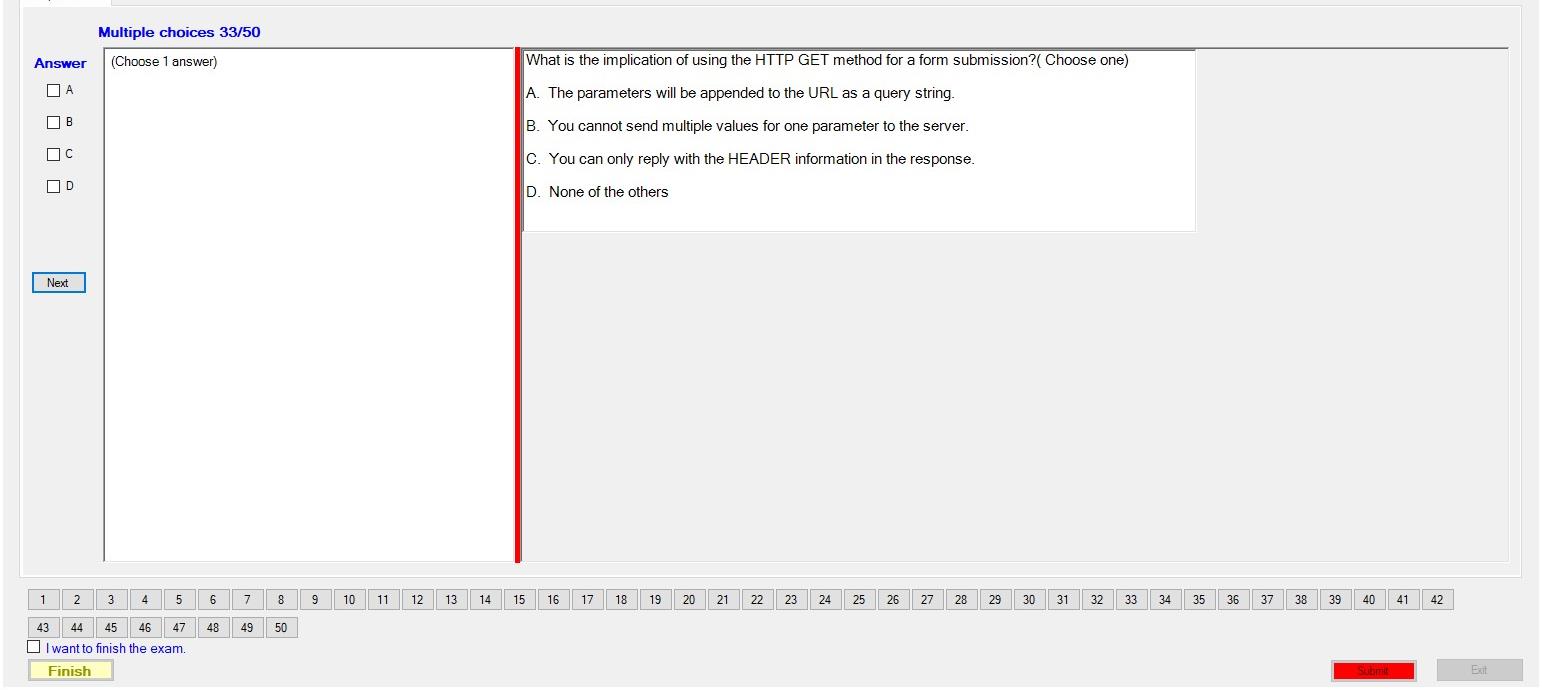 Multiple choices 33/50
Answer
(Choose 1 answer)
A
B
C
D
Next
What is the implication of using the HTTP GET method for a form submission?( Choose one)
A. The parameters will be appended to the URL as a query string.
B. You cannot send multiple values for one parameter to the server.
C. You can only reply with the HEADER information in the response.
D. None of the others
1 2 3 4 5 6 7 8 9 10 11 12 13 14 15 16 17 18 19 20 21 22 23 24 25 26 27 28 29 30 31 32 33 34 35 36 37 38 39 40 41 42
43 44 45 46 47 48 49 50
I want to finish the exam.
Finish
Submit
Exit